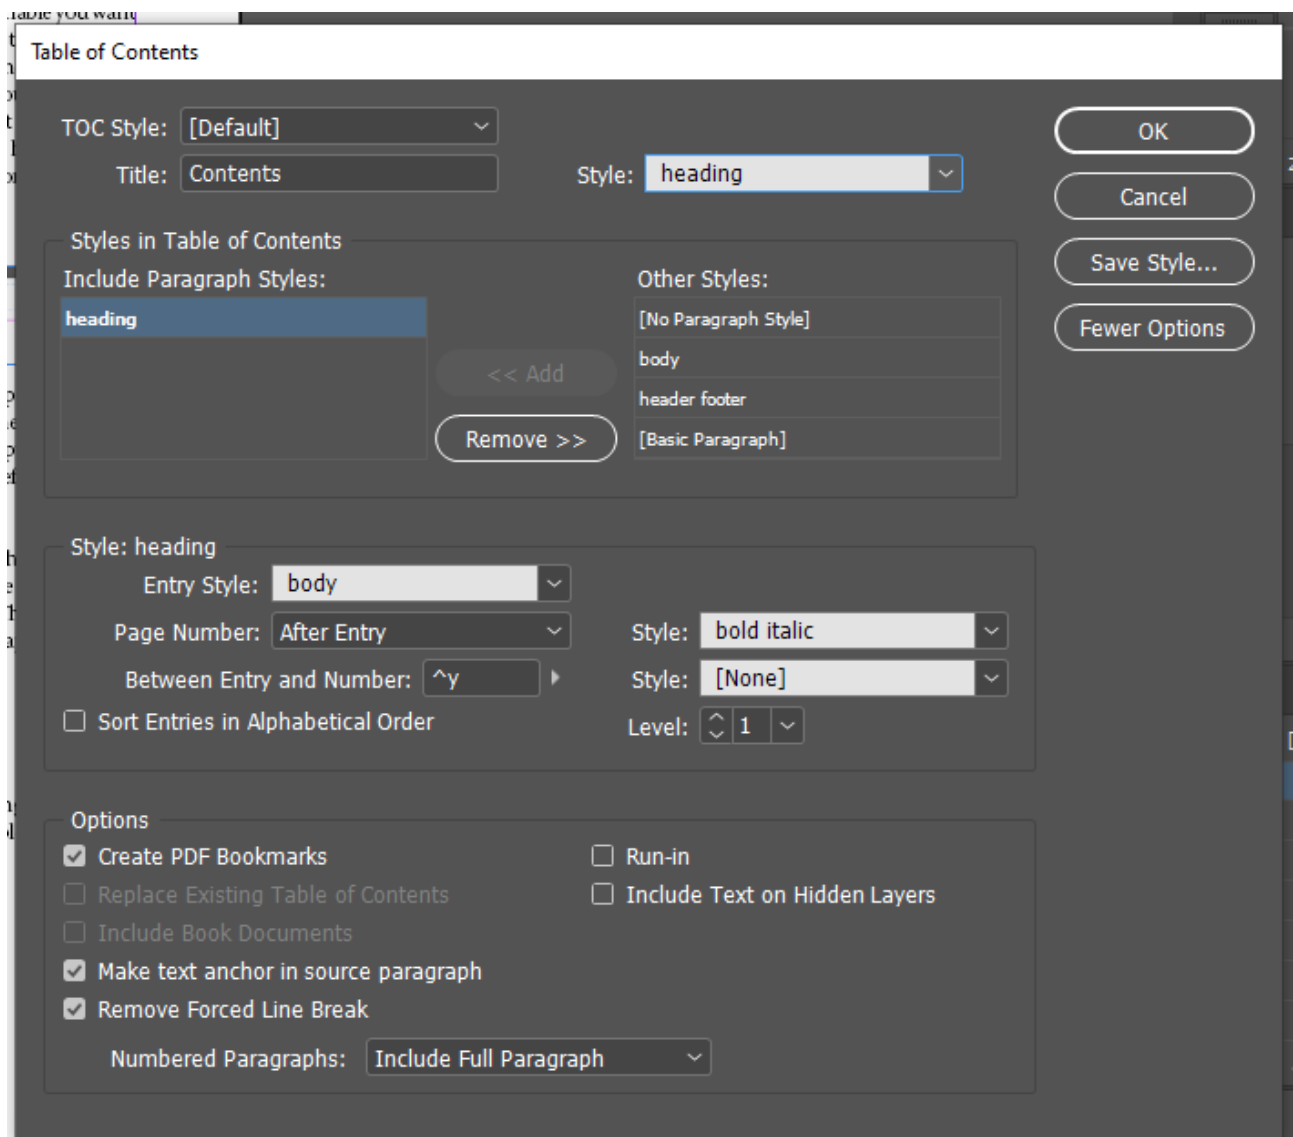 Table you want
Table of Contents
TOC Style: [Default]
OK
Title: Contents
Style: heading
Cancel
Styles in Table of Contents
Save Style...
Include Paragraph Styles:
Other Styles:
heading
[No Paragraph Style]
Fewer Options
body
<< Add
header footer
Remove >>
[Basic Paragraph]
Style: heading
Entry Style: body
Page Number: After Entry
Style: bold italic
Between Entry and Number: ^y
Style: [None]
Sort Entries in Alphabetical Order
Level: 1
Options
Create PDF Bookmarks
Run-in
Replace Existing Table of Contents
Include Text on Hidden Layers
Include Book Documents
Make text anchor in source paragraph
Remove Forced Line Break
Numbered Paragraphs: Include Full Paragraph